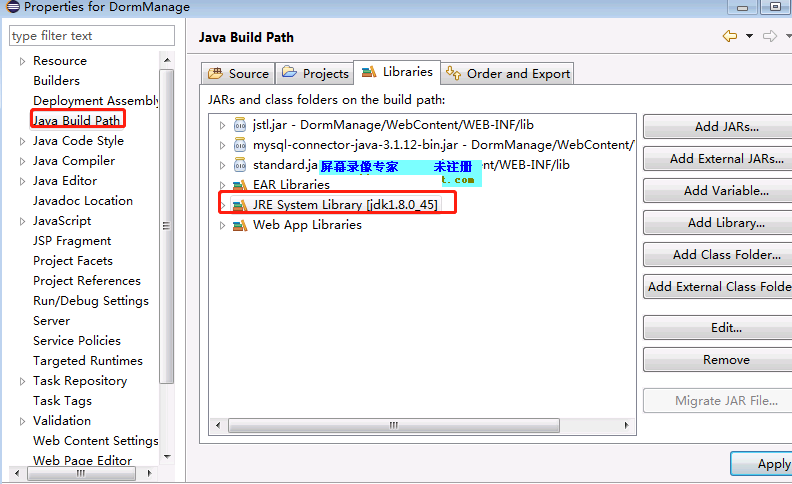 Properties for DormManage
type filter text
Resource
Builders
Deployment Assembly
Java Build Path
Java Code Style
Java Compiler
Java Editor
Javadoc Location
JavaScript
JSP Fragment
Project Facets
Project References
Run/Debug Settings
Server
Service Policies
Targeted Runtimes
Task Repository
Task Tags
Validation
Web Content Settings
Web Page Editor
Java Build Path
Source
Projects
Libraries
Order and Export
JARs and class folders on the build path:
jstl.jar - DormManage/WebContent/WEB-INF/lib
mysql-connector-java-3.1.12-bin.jar - DormManage/WebContent/
standard.ja
屏幕录像专家 未注册
tent/WEB-INF/lib
t.com
EAR Libraries
JRE System Library [jdk1.8.0_45]
Web App Libraries
Add JARs...
Add External JARs...
Add Variable...
Add Library...
Add Class Folder...
Add External Class Folde
Edit...
Remove
Migrate JAR File...
Apply